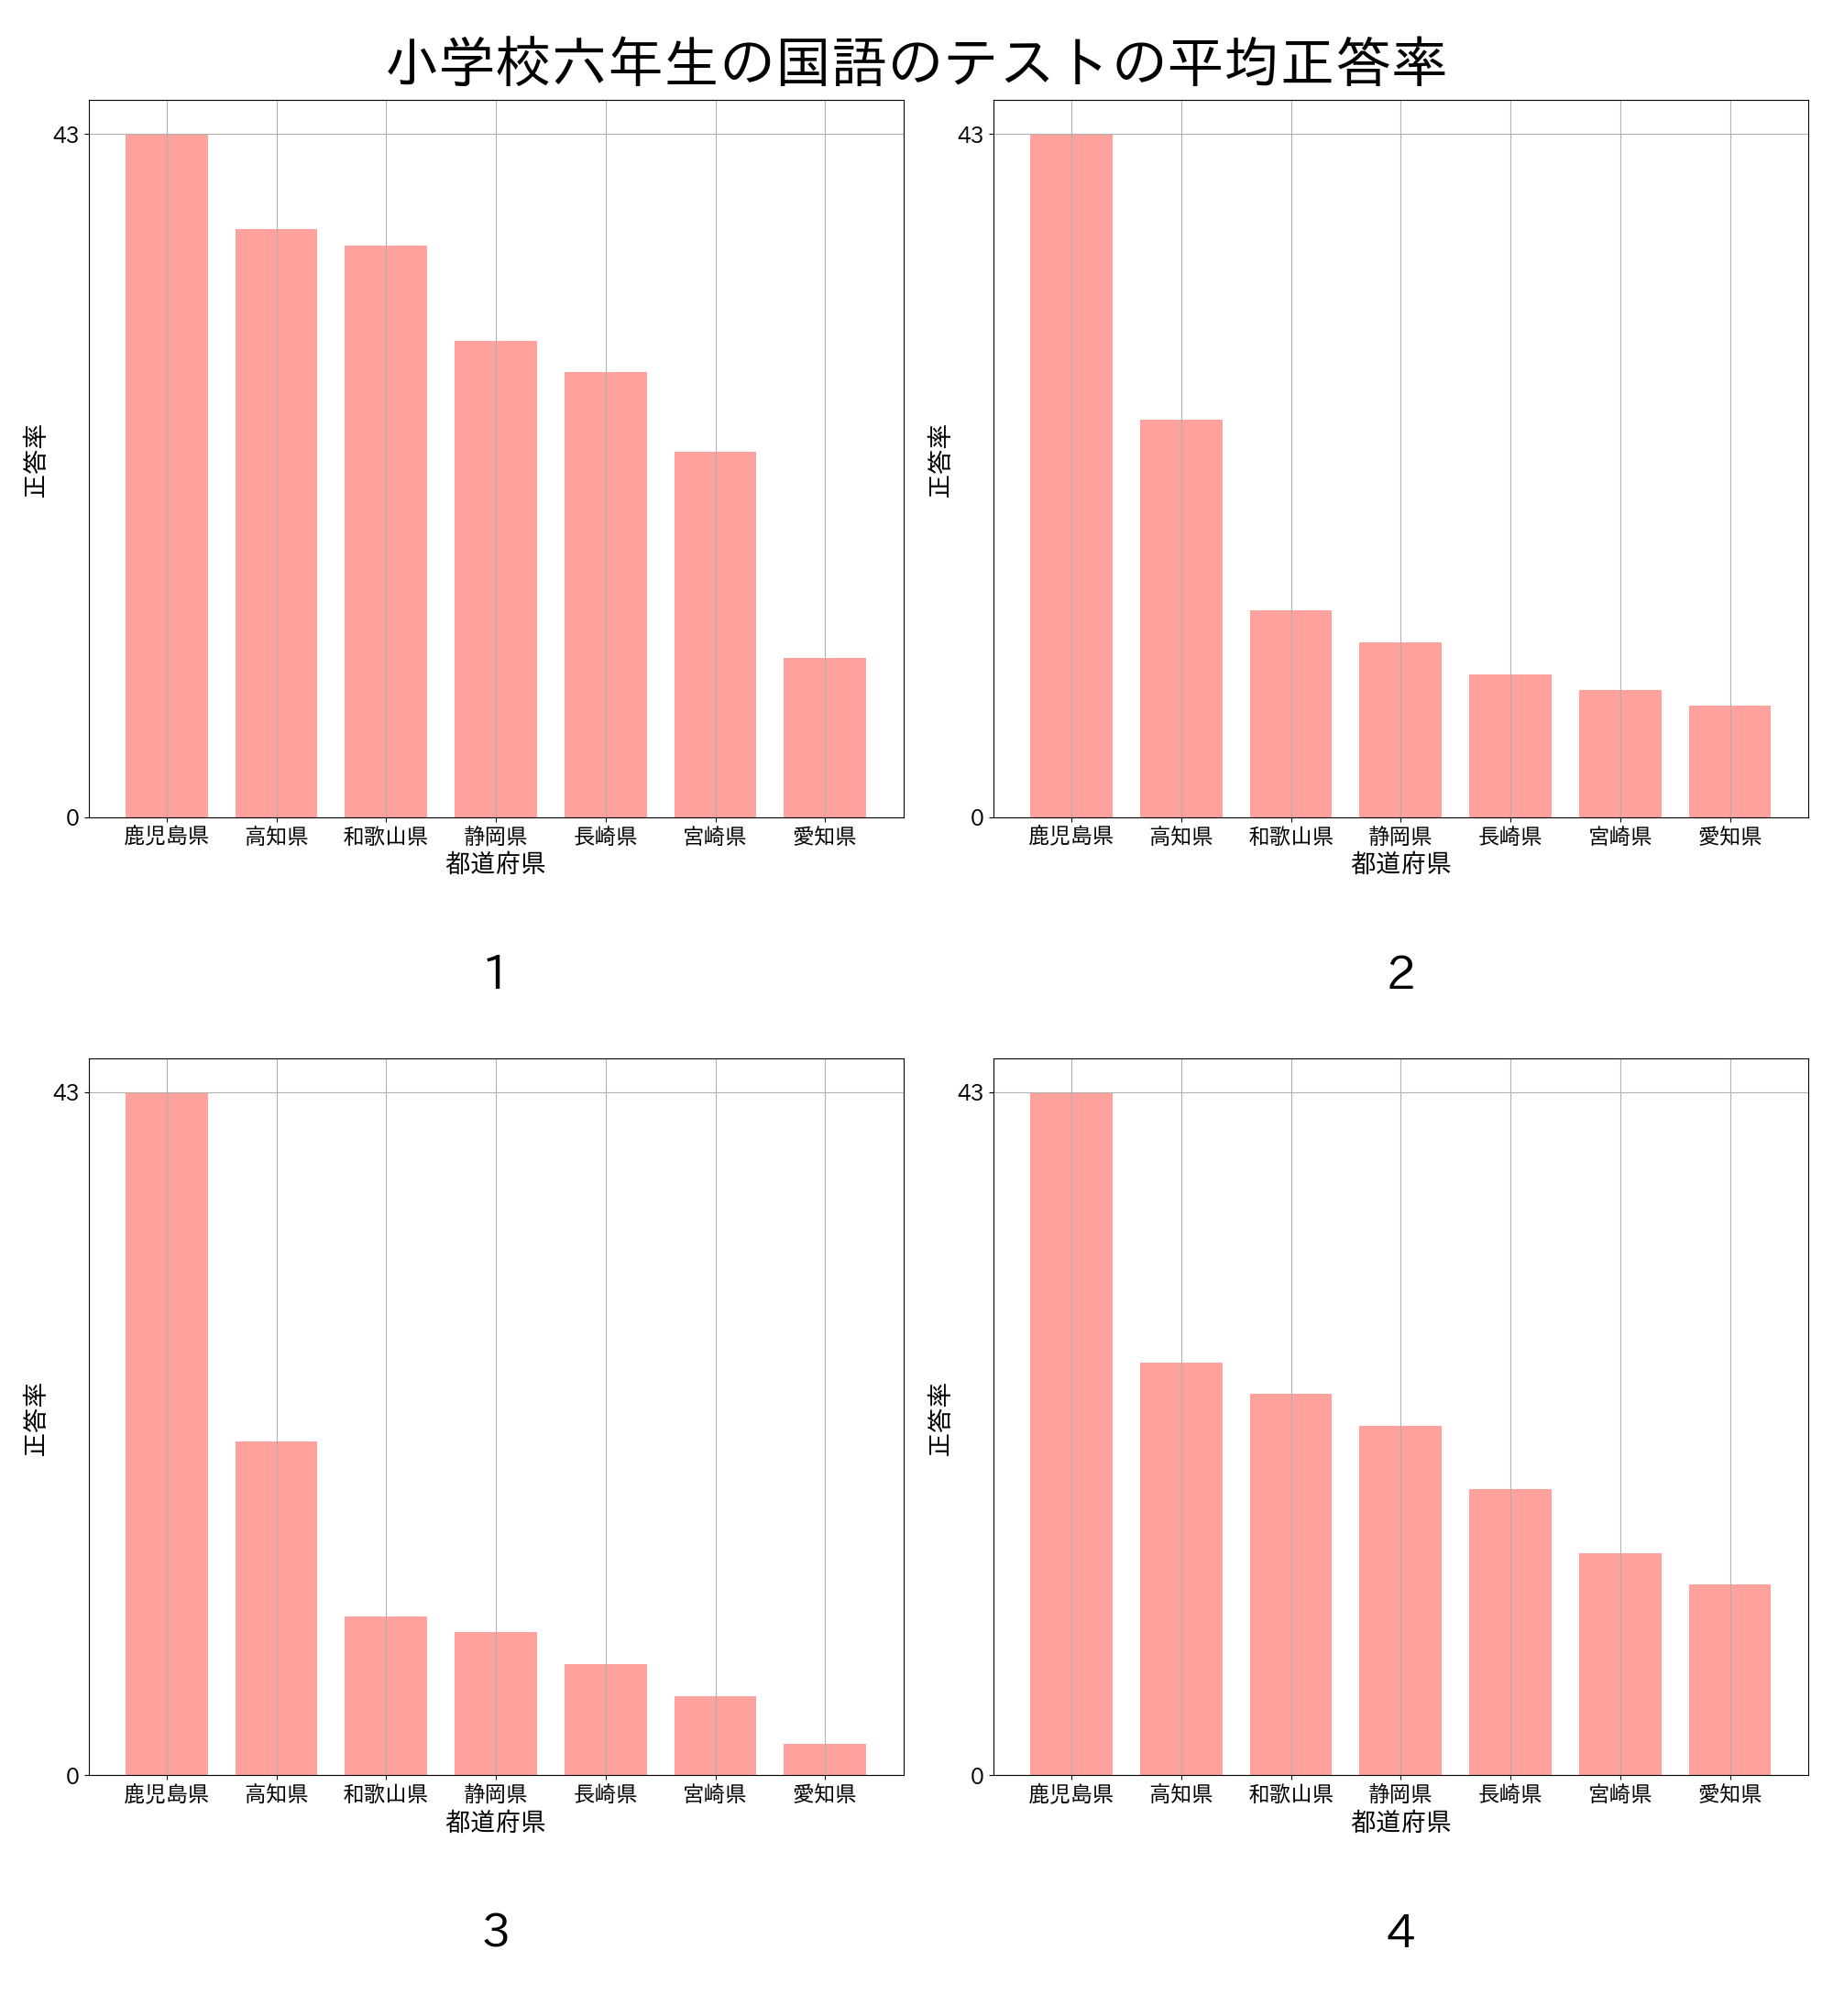 小学校六年生の国語のテストの平均正答率
43
0
正答率
鹿児島県 高知県 和歌山県 静岡県 長崎県 宮崎県 愛知県
都道府県
1
43
0
正答率
鹿児島県 高知県 和歌山県 静岡県 長崎県 宮崎県 愛知県
都道府県
2
43
0
正答率
鹿児島県 高知県 和歌山県 静岡県 長崎県 宮崎県 愛知県
都道府県
3
43
0
正答率
鹿児島県 高知県 和歌山県 静岡県 長崎県 宮崎県 愛知県
都道府県
4